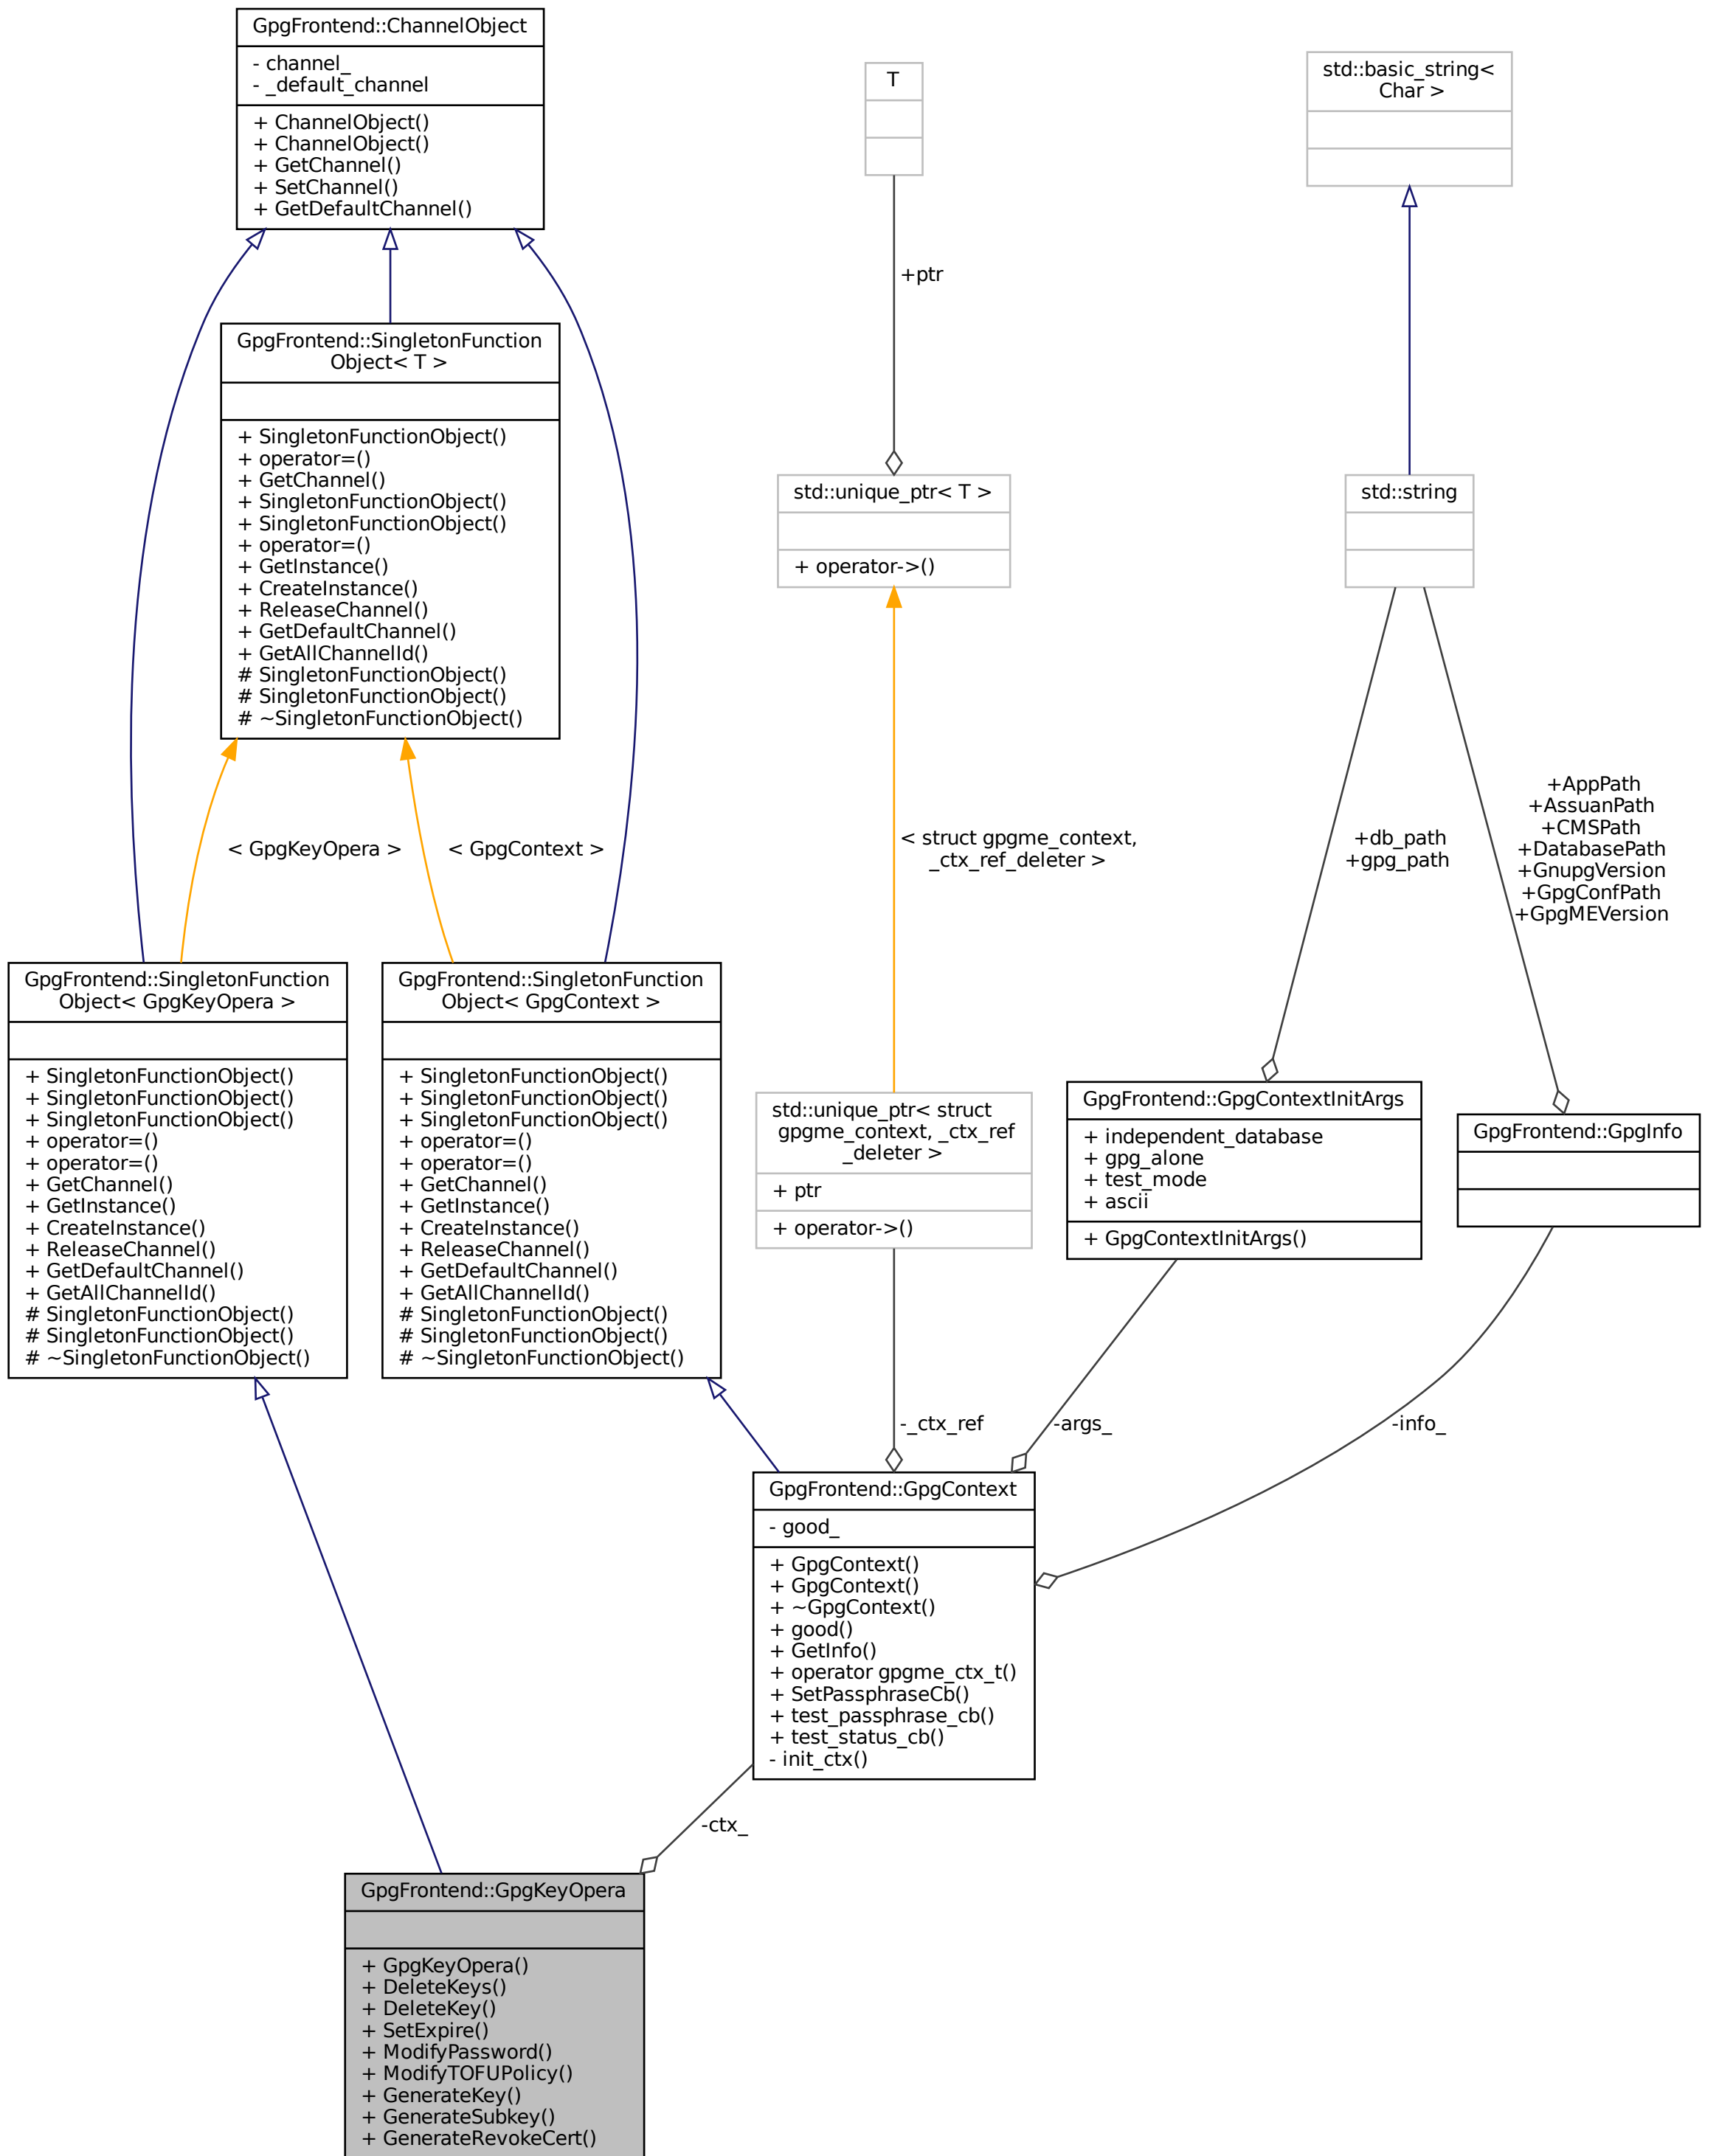 GpgFrontend::ChannelObject
- channel_
- _default_channel
+ ChannelObject()
+ ChannelObject()
+ GetChannel()
+ SetChannel()
+ GetDefaultChannel()
T
std::basic_string<
Char >
+ptr
GpgFrontend::SingletonFunction
Object< T >
+ SingletonFunctionObject()
+ operator=()
+ GetChannel()
+ SingletonFunctionObject()
+ SingletonFunctionObject()
+ operator=()
+ GetInstance()
+ CreateInstance()
+ ReleaseChannel()
+ GetDefaultChannel()
+ GetAllChannelId()
# SingletonFunctionObject()
# SingletonFunctionObject()
# ~SingletonFunctionObject()
std::unique_ptr< T >
+ operator->()
std::string
< GpgKeyOpera >
< GpgContext >
< struct gpgme_context,
_ctx_ref_deleter >
+db_path
+gpg_path
+AppPath
+AssuanPath
+CMSPath
+DatabasePath
+GnupgVersion
+GpgConfPath
+GpgMEVersion
GpgFrontend::SingletonFunction
Object< GpgKeyOpera >
+ SingletonFunctionObject()
+ SingletonFunctionObject()
+ SingletonFunctionObject()
+ operator=()
+ operator=()
+ GetChannel()
+ GetInstance()
+ CreateInstance()
+ ReleaseChannel()
+ GetDefaultChannel()
+ GetAllChannelId()
# SingletonFunctionObject()
# SingletonFunctionObject()
# ~SingletonFunctionObject()
GpgFrontend::SingletonFunction
Object< GpgContext >
+ SingletonFunctionObject()
+ SingletonFunctionObject()
+ SingletonFunctionObject()
+ operator=()
+ operator=()
+ GetChannel()
+ GetInstance()
+ CreateInstance()
+ ReleaseChannel()
+ GetDefaultChannel()
+ GetAllChannelId()
# SingletonFunctionObject()
# SingletonFunctionObject()
# ~SingletonFunctionObject()
std::unique_ptr< struct
gpgme_context, _ctx_ref
_deleter >
+ ptr
+ operator->()
GpgFrontend::GpgContextInitArgs
+ independent_database
+ gpg_alone
+ test_mode
+ ascii
+ GpgContextInitArgs()
GpgFrontend::GpgInfo
-_ctx_ref
-args_
-info_
GpgFrontend::GpgContext
- good_
+ GpgContext()
+ GpgContext()
+ ~GpgContext()
+ good()
+ GetInfo()
+ operator gpgme_ctx_t()
+ SetPassphraseCb()
+ test_passphrase_cb()
+ test_status_cb()
- init_ctx()
-ctx_
GpgFrontend::GpgKeyOpera
+ GpgKeyOpera()
+ DeleteKeys()
+ DeleteKey()
+ SetExpire()
+ ModifyPassword()
+ ModifyTOFUPolicy()
+ GenerateKey()
+ GenerateSubkey()
+ GenerateRevokeCert()